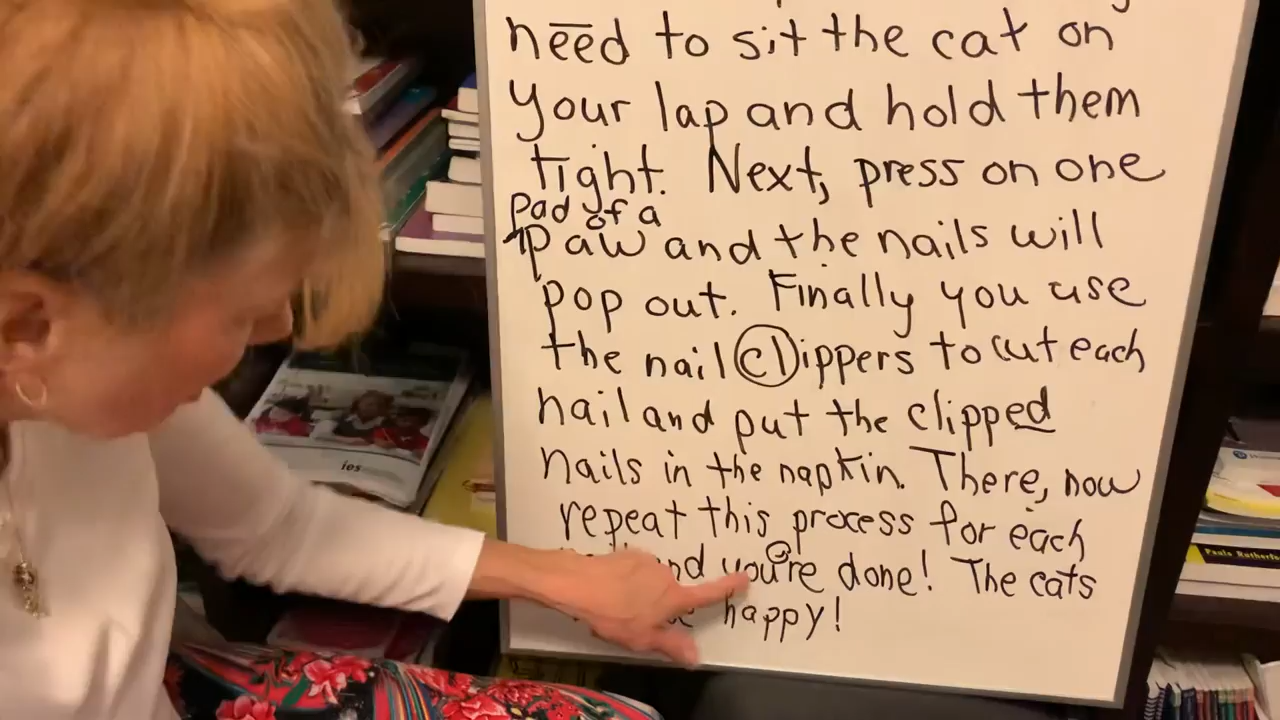 need to sit the cat on
your lap and hold them
tight. Next, press on one
pad of a
paw and the nails will
pop out. Finally you use
the nail clippers to cut each
nail and put the clipped
nails in the napkin. There, now
repeat this process for each
you're done! The cats
happy!
ies